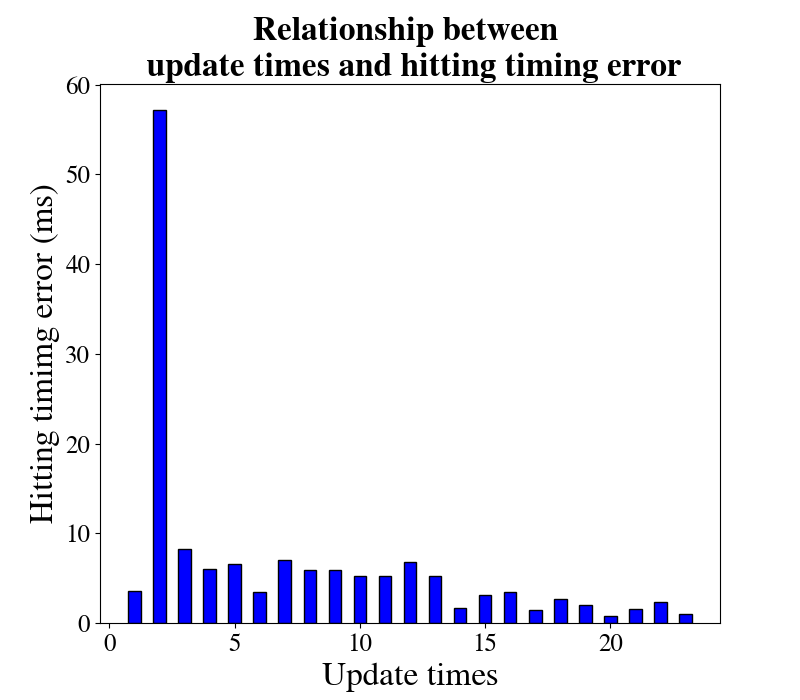 Relationship between
update times and hitting timing error
60
50
40
30
20
10
0
Hitting timimg error (ms)
0 5 10 15 20
Update times